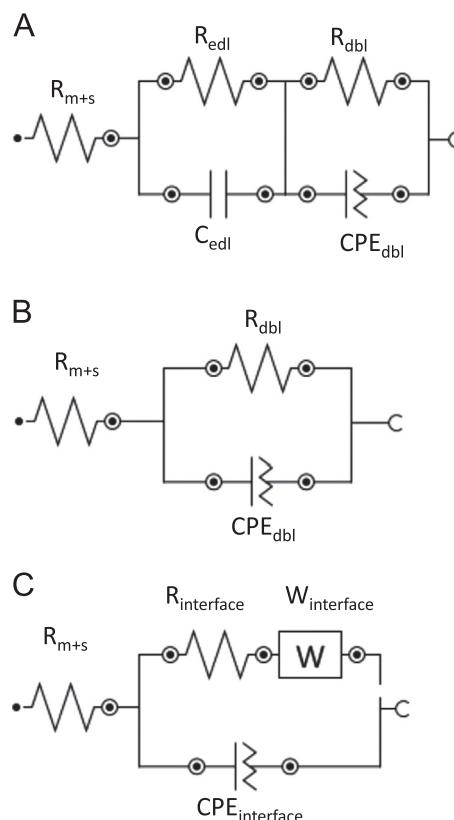 A
R_edl R_dbl
R_m+s
C_edl CPE_dbl
B
R_dbl
R_m+s
CPE_dbl
C
R_interface W_interface
R_m+s
W
CPE_interface